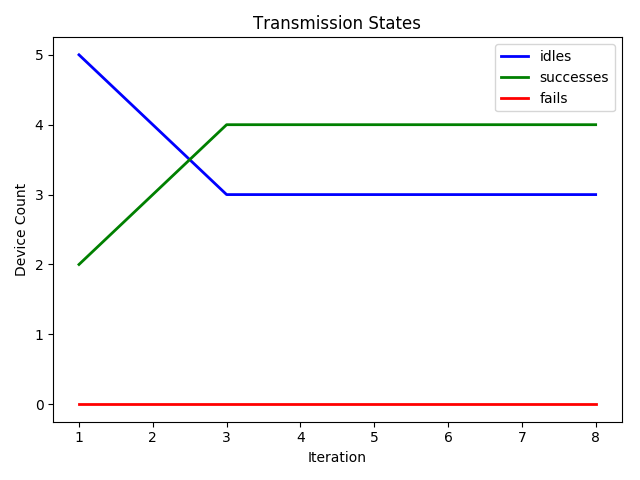 Transmission States
idles
successes
fails
Device Count
5
4
3
2
1
0
1 2 3 4 5 6 7 8
Iteration